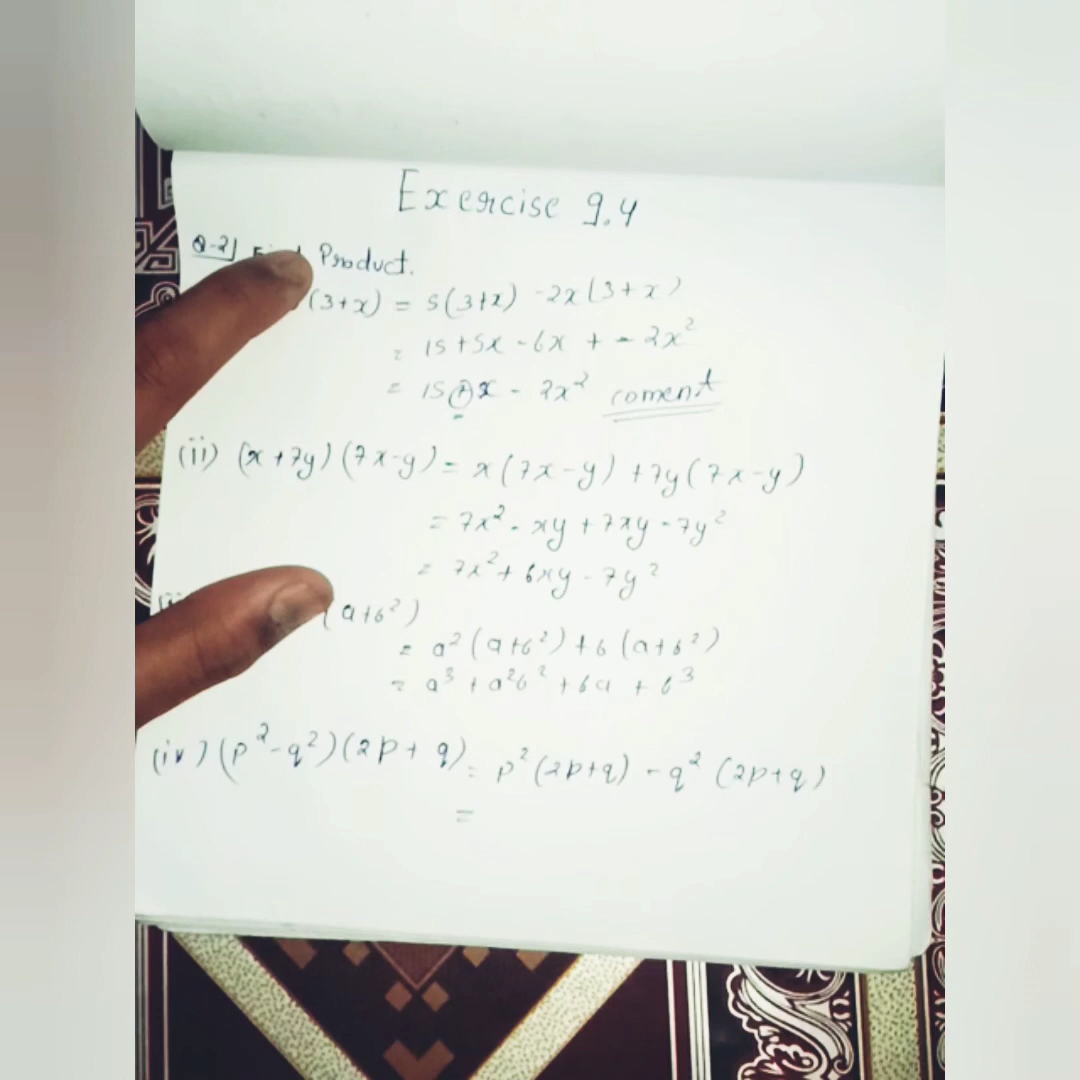 Exercise 9.4
Q-2] Product.
(3+x) = 5(3+x) -2x(3+x)
= 15+5x-6x + - 2x²
= 15 x - 2x² coment
(ii) (x+7y)(7x-y) = x(7x-y) +7y(7x-y)
= 7x² - xy + 7xy - 7y²
= 7x² + 6xy - 7y²
(a+b²)
= a²(a+b²)+b(a+b²)
= a³ + a²b² + ba + b³
(iv) (p²-q²)(2p+q) = p²(2p+q) - q²(2p+q)
=